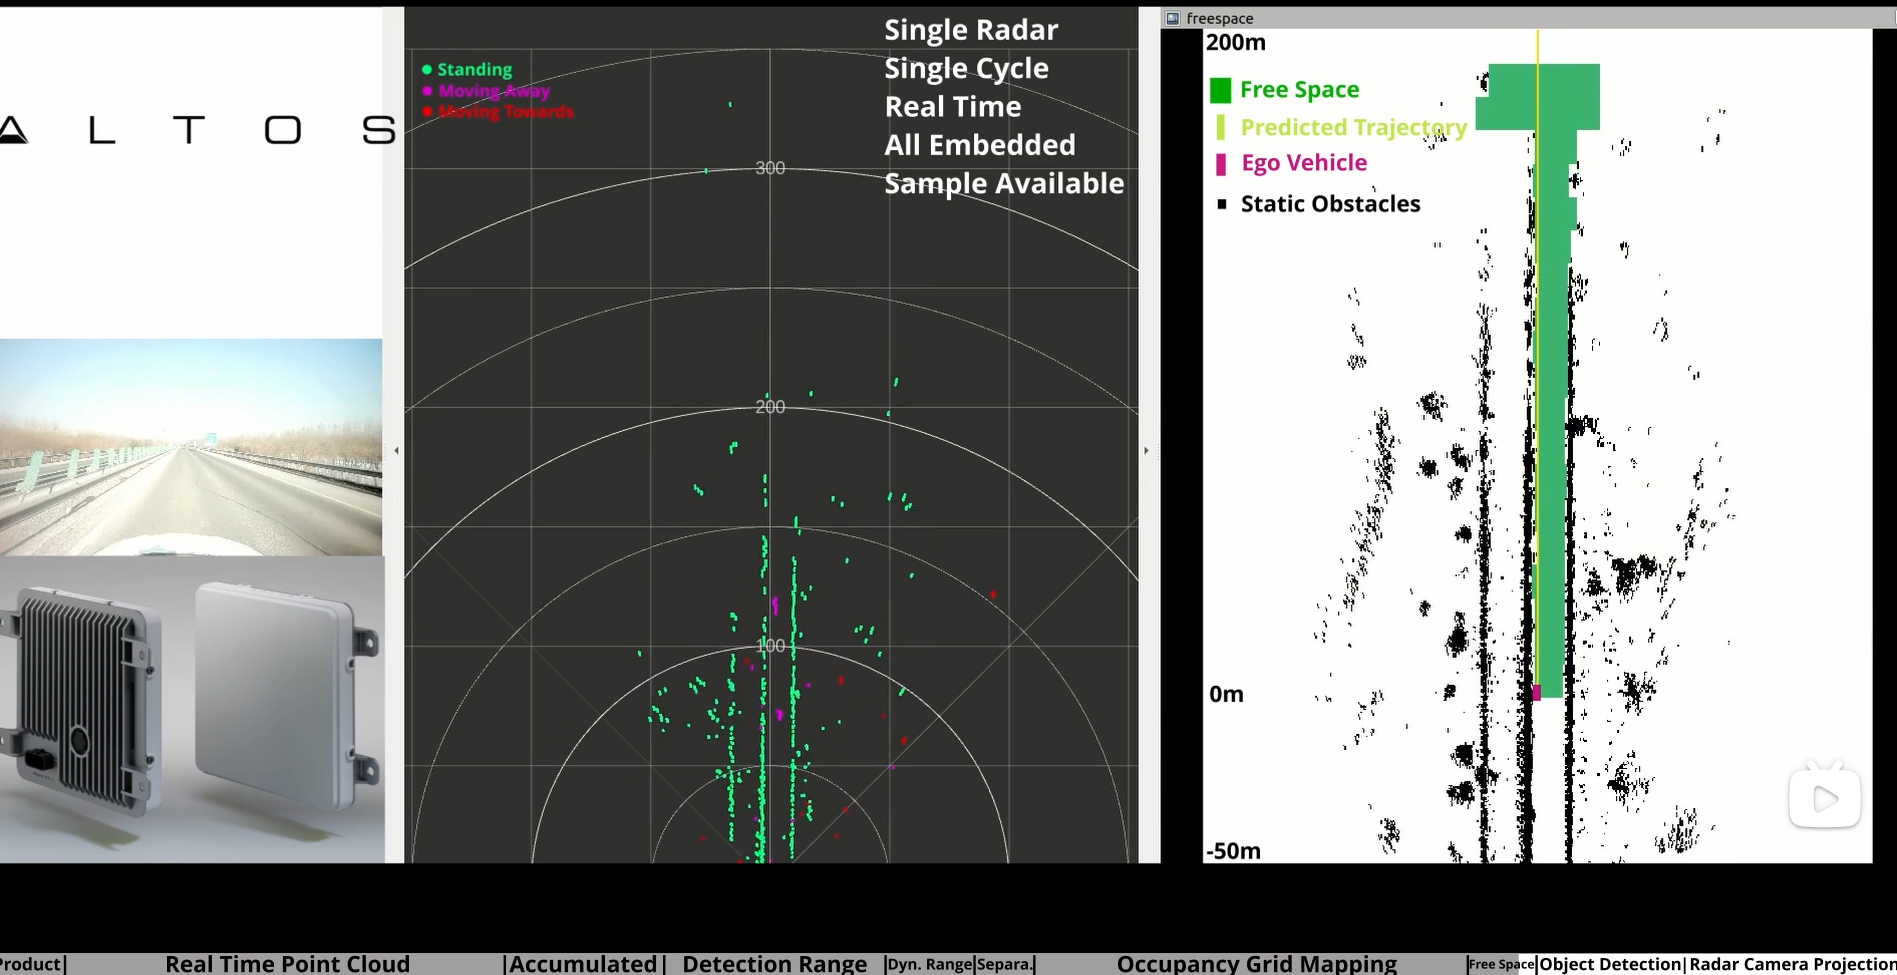 ALTOS
Standing
Moving Away
Moving Towards
Single Radar
Single Cycle
Real Time
All Embedded
Sample Available
300
200
100
freespace
200m
Free Space
Predicted Trajectory
Ego Vehicle
Static Obstacles
0m
-50m
Product| Real Time Point Cloud |Accumulated| Detection Range |Dyn. Range|Separa.| Occupancy Grid Mapping |Free Space|Object Detection|Radar Camera Projection